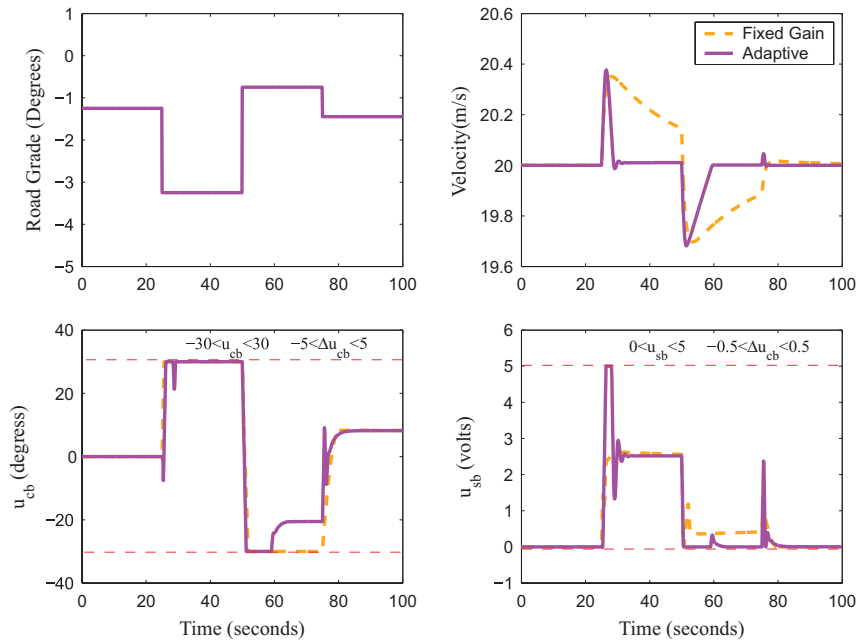 1
0
−1
−2
−3
−4
−5
Road Grade (Degrees)
0 20 40 60 80 100
20.6
20.4
20.2
20
19.8
19.6
Velocity(m/s)
Fixed Gain
Adaptive
0 20 40 60 80 100
40
20
0
−20
−40
u_cb (degress)
−30<u_cb<30 −5<Δu_cb<5
0 20 40 60 80 100
Time (seconds)
6
5
4
3
2
1
0
−1
u_sb (volts)
0<u_sb<5 −0.5<Δu_cb<0.5
0 20 40 60 80 100
Time (seconds)